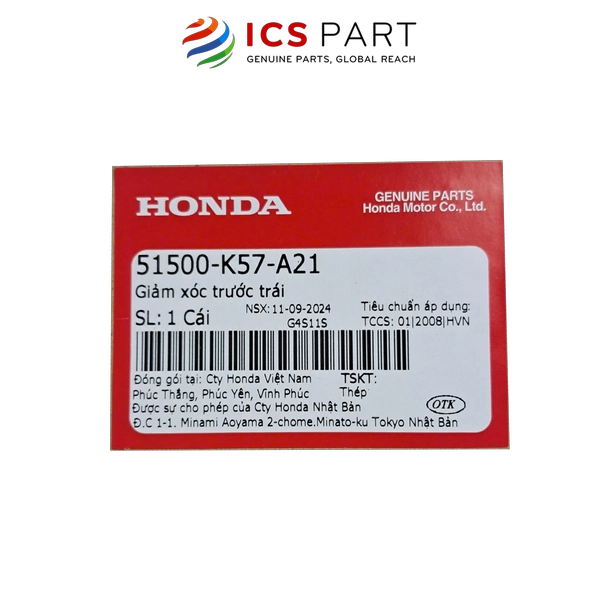 ICS PART
GENUINE PARTS, GLOBAL REACH
HONDA
GENUINE PARTS
Honda Motor Co., Ltd.
51500-K57-A21
Giảm xóc trước trái
SL: 1 Cái
NSX: 11-09-2024
G4S11S
Tiêu chuẩn áp dụng:
TCCS: 01|2008|HVN
Đóng gói tại: Cty Honda Việt Nam
Phúc Thắng, Phúc Yên, Vĩnh Phúc
TSKT:
Thép
Được sự cho phép của Cty Honda Nhật Bản
OTK
Đ.C 1-1. Minami Aoyama 2-chome.Minato-ku Tokyo Nhật Bản